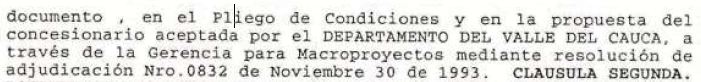 documento , en el Pliego de Condiciones y en la propuesta del
concesionario aceptada por el DEPARTAMENTO DEL VALLE DEL CAUCA, a
través de la Gerencia para Macroproyectos mediante resolución de
adjudicación Nro.0832 de Noviembre 30 de 1993. CLAUSULA SEGUNDA.